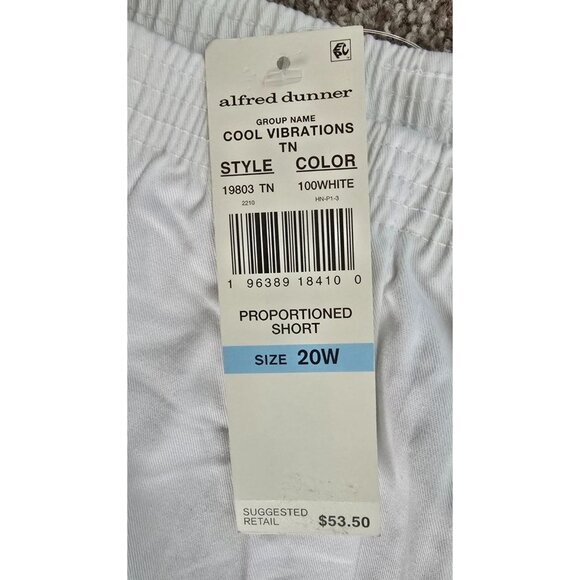 alfred dunner
GROUP NAME
COOL VIBRATIONS
TN
STYLE COLOR
19803 TN 100WHITE
2210 HN-P1-3
1 96389 18410 0
PROPORTIONED
SHORT
SIZE 20W
SUGGESTED
RETAIL $53.50